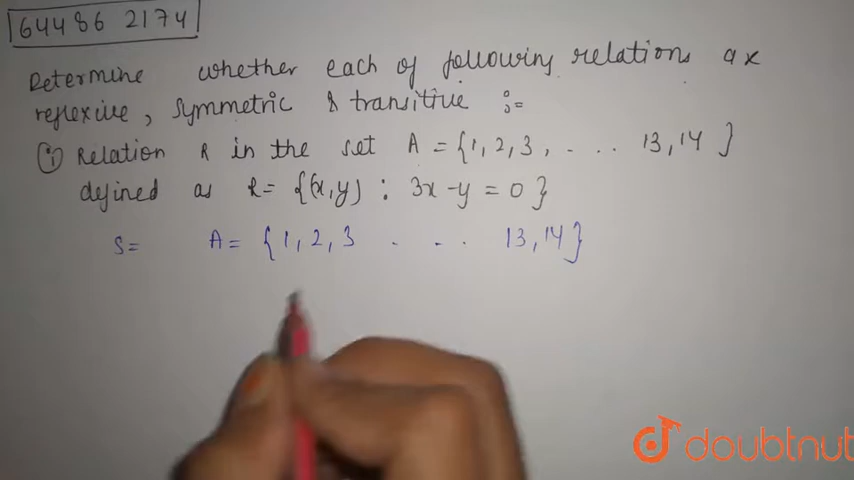 64486 2174
Determine whether each of following relations are
reflexive, symmetric & transitive :=
(i) Relation R in the set A = {1, 2, 3, . . . . 13, 14}
defined as R = {(x, y) : 3x - y = 0}
S = A = {1, 2, 3 . . . 13, 14}
doubtnut